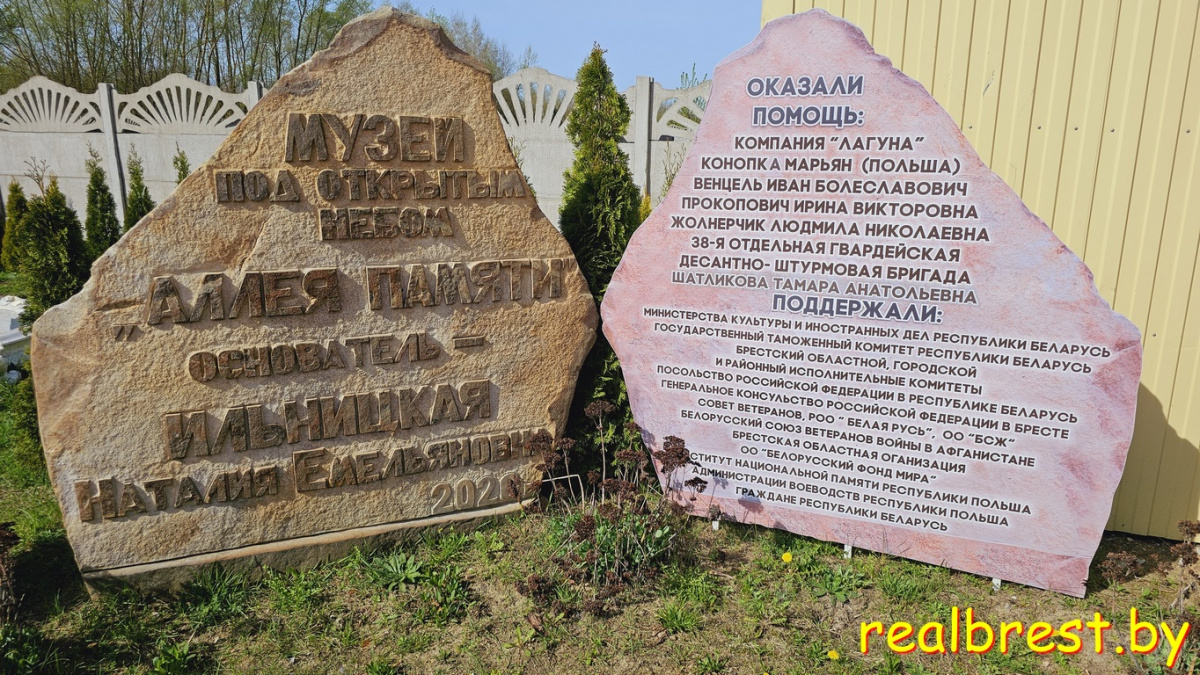 МУЗЕЙ
ПОД ОТКРЫТЫМ
НЕБОМ
"АЛЛЕЯ ПАМЯТИ"
ОСНОВАТЕЛЬ –
ИЛЬНИЦКАЯ
НАТАЛИЯ ЕМЕЛЬЯНОВНА
2020
ОКАЗАЛИ
ПОМОЩЬ:
КОМПАНИЯ "ЛАГУНА"
КОНОПКА МАРЬЯН (ПОЛЬША)
ВЕНЦЕЛЬ ИВАН БОЛЕСЛАВОВИЧ
ПРОКОПОВИЧ ИРИНА ВИКТОРОВНА
ЖОЛНЕРЧИК ЛЮДМИЛА НИКОЛАЕВНА
38-Я ОТДЕЛЬНАЯ ГВАРДЕЙСКАЯ
ДЕСАНТНО- ШТУРМОВАЯ БРИГАДА
ШАТЛИКОВА ТАМАРА АНАТОЛЬЕВНА
ПОДДЕРЖАЛИ:
МИНИСТЕРСТВА КУЛЬТУРЫ И ИНОСТРАННЫХ ДЕЛ РЕСПУБЛИКИ БЕЛАРУСЬ
ГОСУДАРСТВЕННЫЙ ТАМОЖЕННЫЙ КОМИТЕТ РЕСПУБЛИКИ БЕЛАРУСЬ
БРЕСТСКИЙ ОБЛАСТНОЙ, ГОРОДСКОЙ
И РАЙОННЫЙ ИСПОЛНИТЕЛЬНЫЕ КОМИТЕТЫ
ПОСОЛЬСТВО РОССИЙСКОЙ ФЕДЕРАЦИИ В РЕСПУБЛИКЕ БЕЛАРУСЬ
ГЕНЕРАЛЬНОЕ КОНСУЛЬСТВО РОССИЙСКОЙ ФЕДЕРАЦИИ В БРЕСТЕ
СОВЕТ ВЕТЕРАНОВ, РОО " БЕЛАЯ РУСЬ", ОО "БСЖ"
БЕЛОРУССКИЙ СОЮЗ ВЕТЕРАНОВ ВОЙНЫ В АФГАНИСТАНЕ
БРЕСТСКАЯ ОБЛАСТНАЯ ОГАНИЗАЦИЯ
ОО "БЕЛОРУССКИЙ ФОНД МИРА"
ИНСТИТУТ НАЦИОНАЛЬНОЙ ПАМЯТИ РЕСПУБЛИКИ ПОЛЬША
АДМИНИСТРАЦИИ ВОЕВОДСТВ РЕСПУБЛИКИ ПОЛЬША
ГРАЖДАНЕ РЕСПУБЛИКИ БЕЛАРУСЬ
realbrest.by